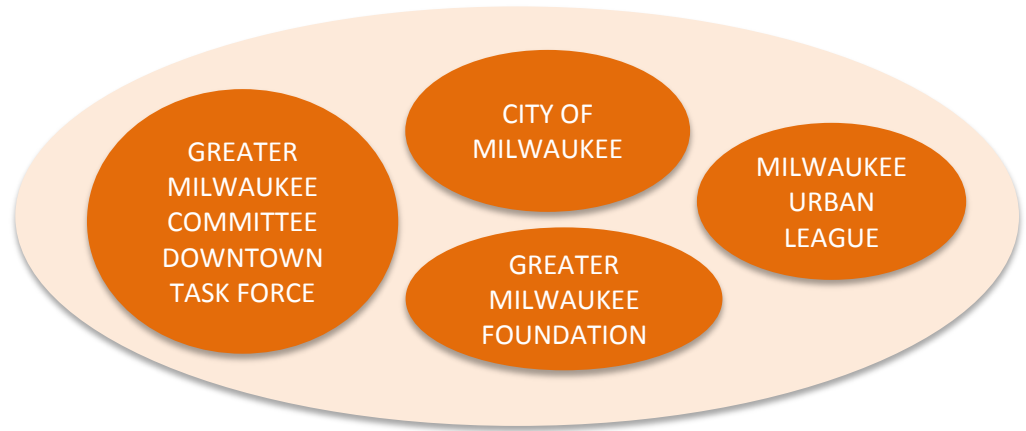 GREATER
MILWAUKEE
COMMITTEE
DOWNTOWN
TASK FORCE
CITY OF
MILWAUKEE
GREATER
MILWAUKEE
FOUNDATION
MILWAUKEE
URBAN
LEAGUE